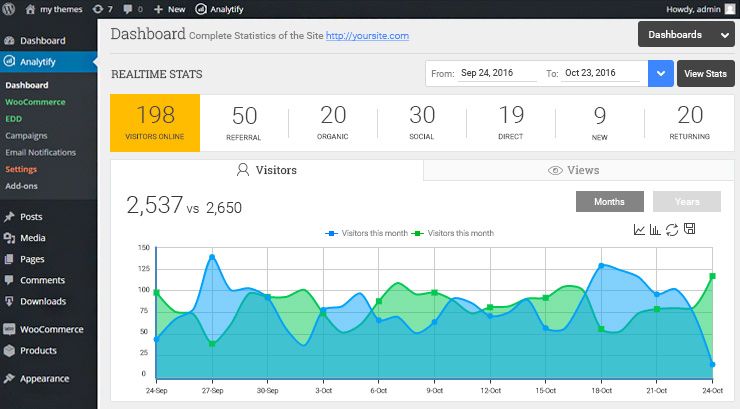 my themes 7 0 + New Analytify Howdy, admin
Dashboard
Analytify
Dashboard
WooCommerce
EDD
Campaigns
Email Notifications
Settings
Add-ons
Posts
Media
Pages
Comments
Downloads
WooCommerce
Products
Appearance
Dashboard Complete Statistics of the Site http://yoursite.com
Dashboards
REALTIME STATS
From: Sep 24, 2016 To: Oct 23, 2016
View Stats
198 50 20 30 19 9 20
VISITORS ONLINE REFERRAL ORGANIC SOCIAL DIRECT NEW RETURNING
Visitors Views
2,537 vs 2,650
Months Years
Visitors this month Visitors this month
150
125
100
75
50
25
0
24-Sep 27-Sep 30-Sep 3-Oct 6-Oct 9-Oct 12-Oct 15-Oct 18-Oct 21-Oct 24-Oct